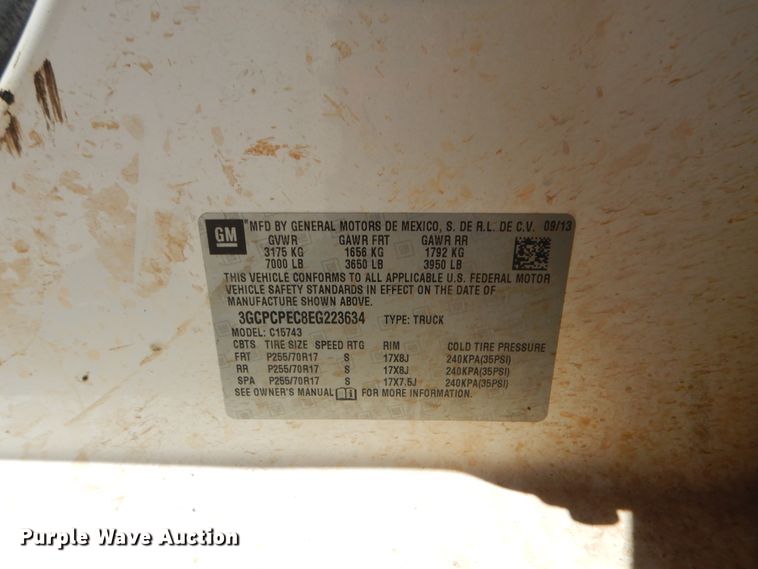 GM
MFD BY GENERAL MOTORS DE MEXICO, S. DE R.L. DE C.V. 09/13
GVWR GAWR FRT GAWR RR
3175 KG 1656 KG 1792 KG
7000 LB 3650 LB 3950 LB
THIS VEHICLE CONFORMS TO ALL APPLICABLE U.S. FEDERAL MOTOR
VEHICLE SAFETY STANDARDS IN EFFECT ON THE DATE OF
MANUFACTURE SHOWN ABOVE.
3GCPCPEC8EG223634 TYPE: TRUCK
MODEL: C15743
CBTS TIRE SIZE SPEED RTG RIM COLD TIRE PRESSURE
FRT P255/70R17 S 17X8J 240KPA(35PSI)
RR P255/70R17 S 17X8J 240KPA(35PSI)
SPA P255/70R17 S 17X7.5J 240KPA(35PSI)
SEE OWNER'S MANUAL FOR MORE INFORMATION.
Purple Wave Auction